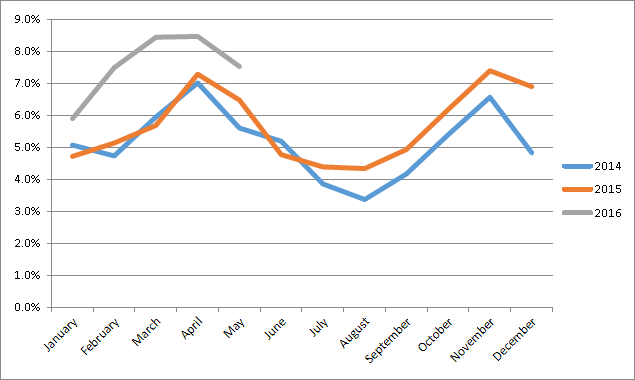 9.0%
8.0%
7.0%
6.0%
5.0%
4.0%
3.0%
2.0%
1.0%
0.0%
2014
2015
2016
January
February
March
April
May
June
July
August
September
October
November
December